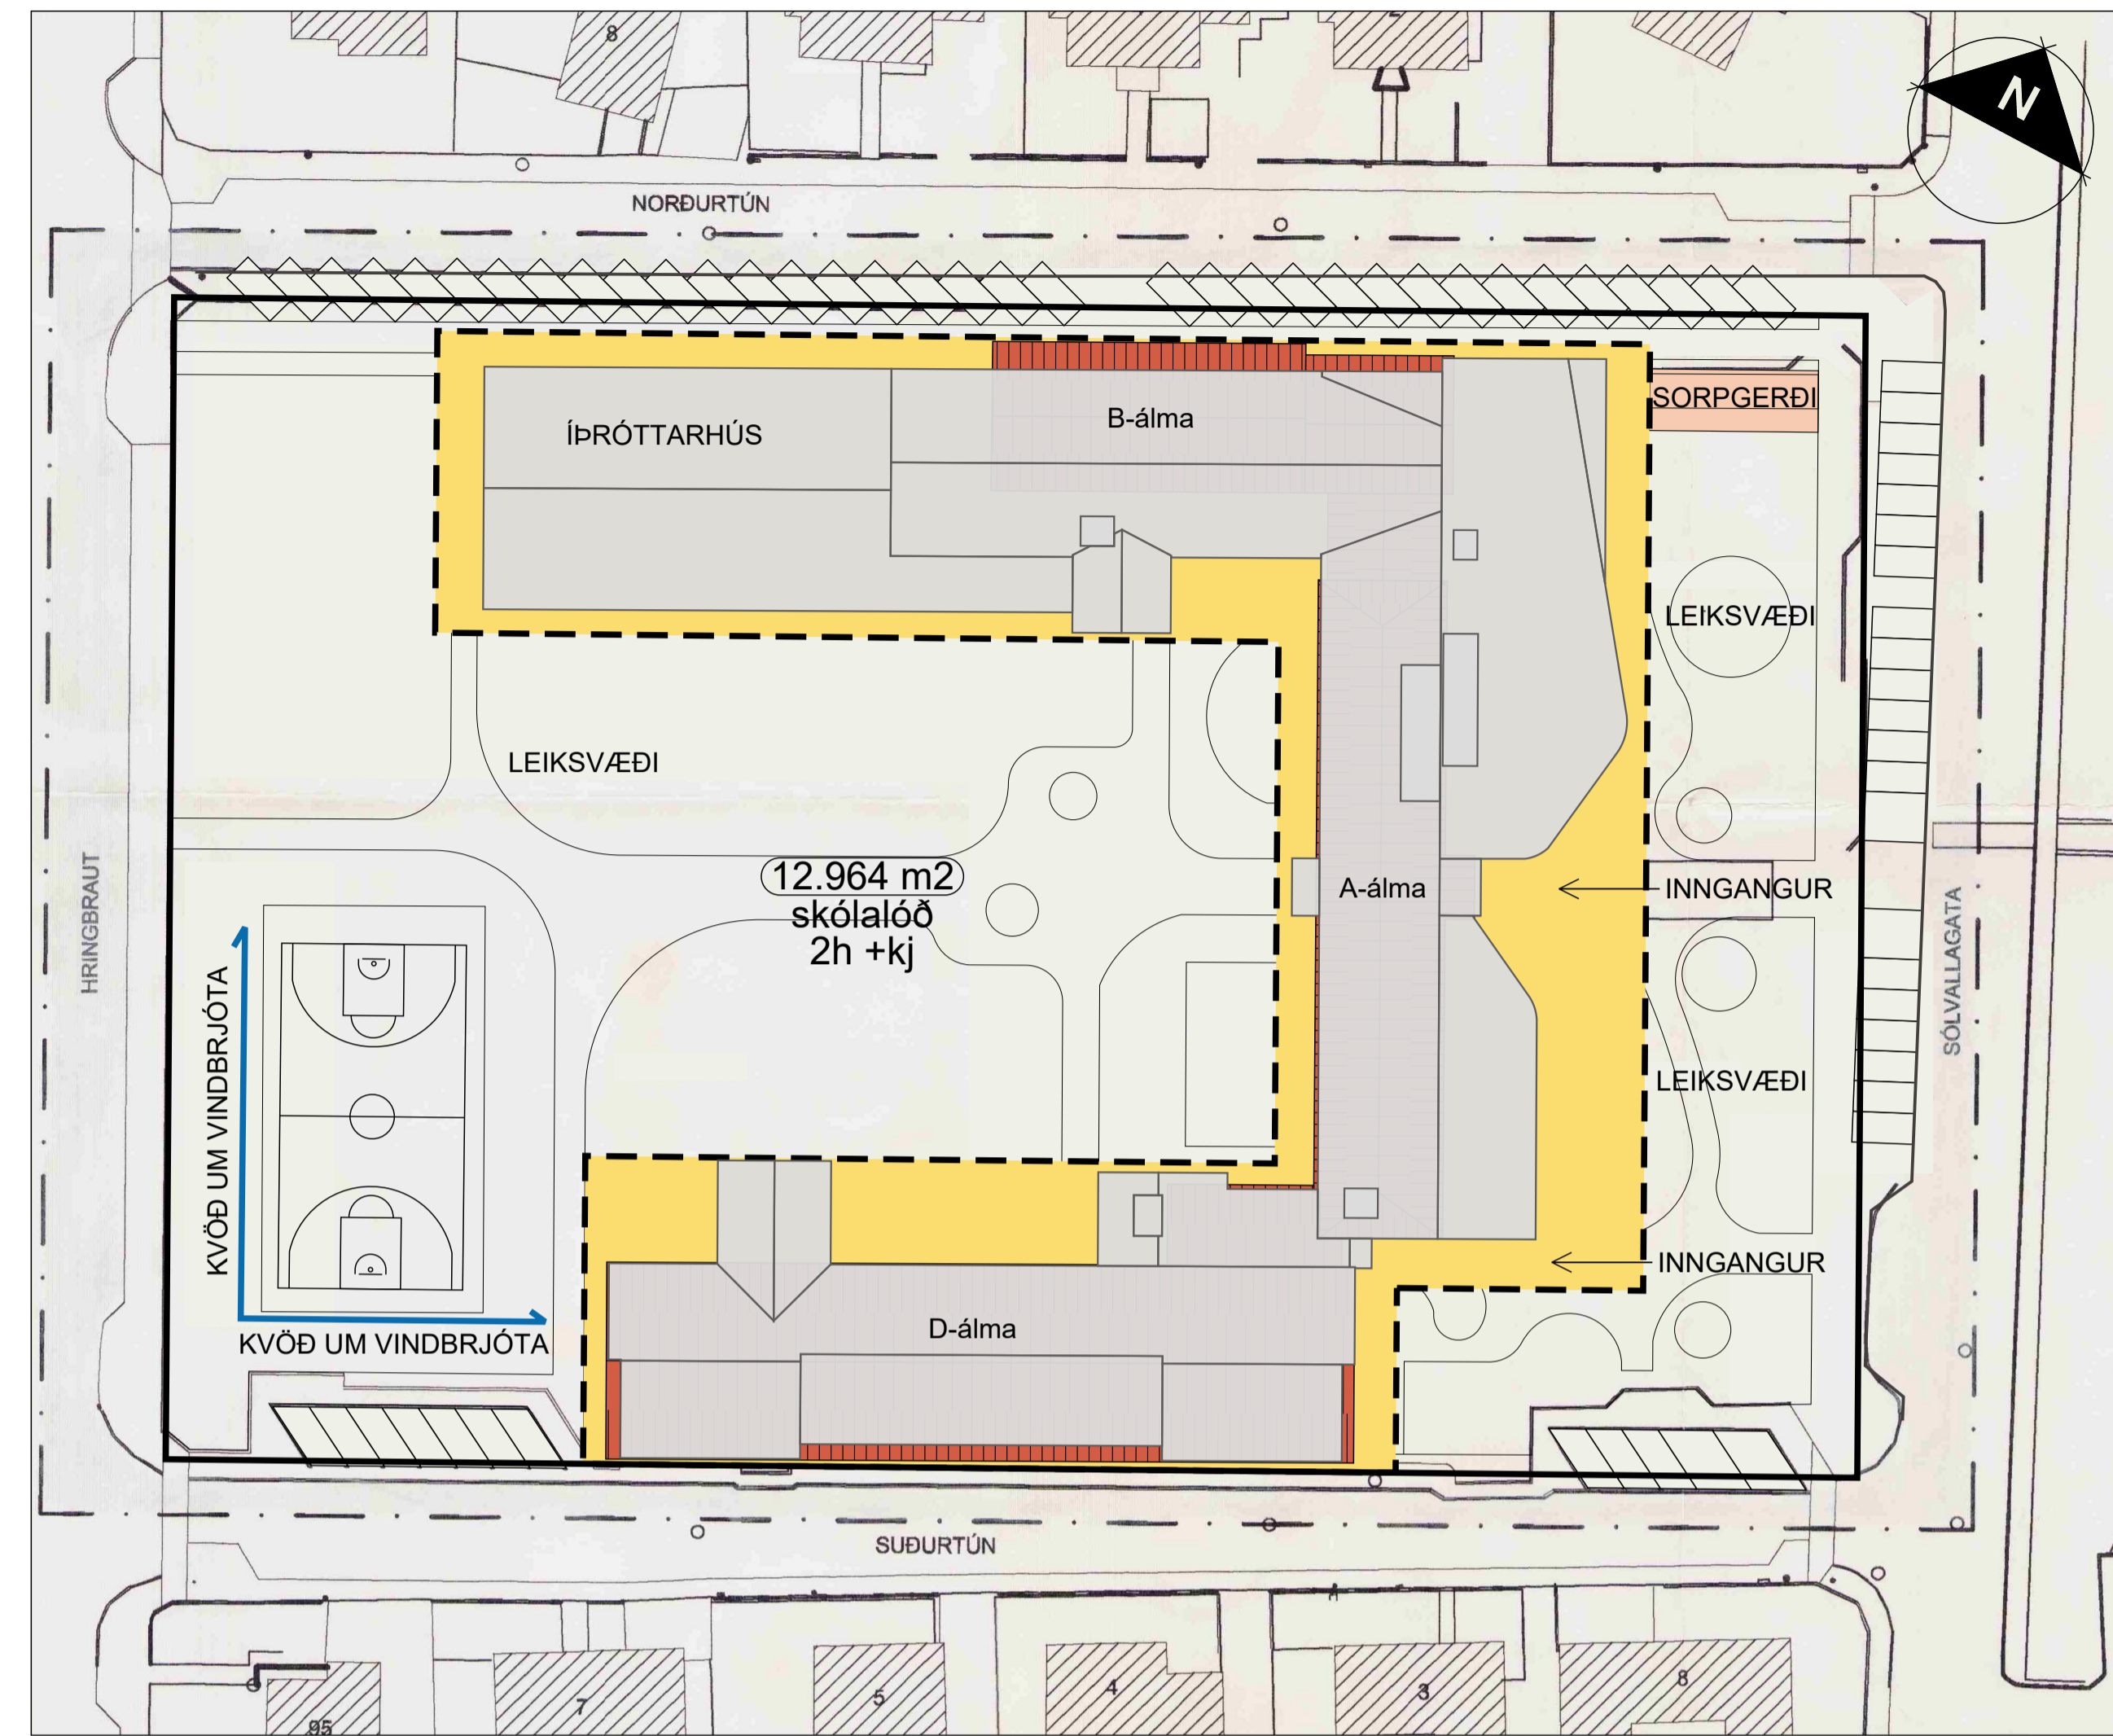 8
N
NORÐURTÚN
SORPGERÐI
B-álma
ÍÞRÓTTARHÚS
LEIKSVÆÐI
LEIKSVÆÐI
12.964 m2
skólalóð
2h +kj
A-álma
INNGANGUR
HRINGBRAUT
SÓLVALLAGATA
KVÖÐ UM VINDBRJÓTA
LEIKSVÆÐI
INNGANGUR
D-álma
KVÖÐ UM VINDBRJÓTA
SUÐURTÚN
95
7
5
4
3
8